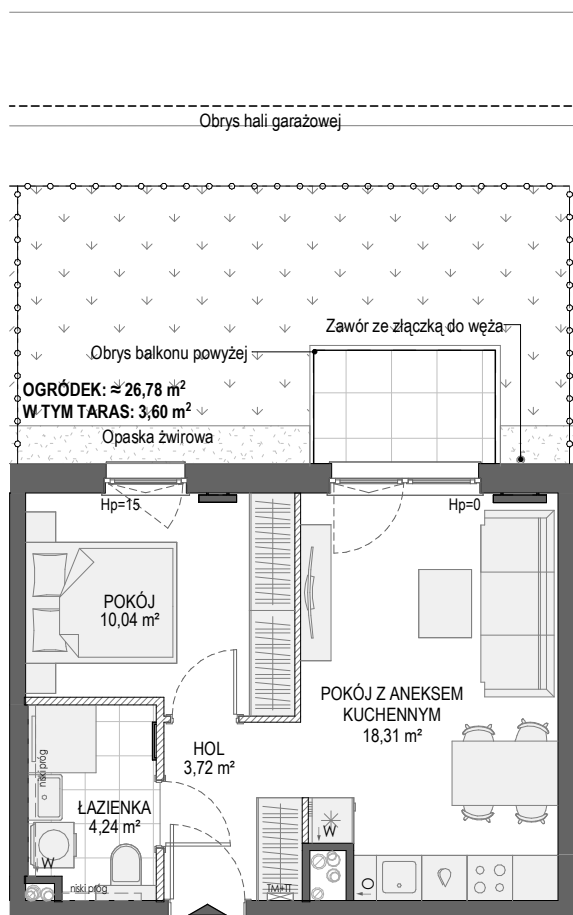 Obrys hali garażowej
Zawór ze złączką do węża
Obrys balkonu powyżej
OGRÓDEK: ≈ 26,78 m²
W TYM TARAS: 3,60 m²
Opaska żwirowa
Hp=15
Hp=0
POKÓJ
10,04 m²
POKÓJ Z ANEKSEM
KUCHENNYM
18,31 m²
HOL
3,72 m²
niski próg
ŁAZIENKA
4,24 m²
W
W
niski próg
TM+TT
O